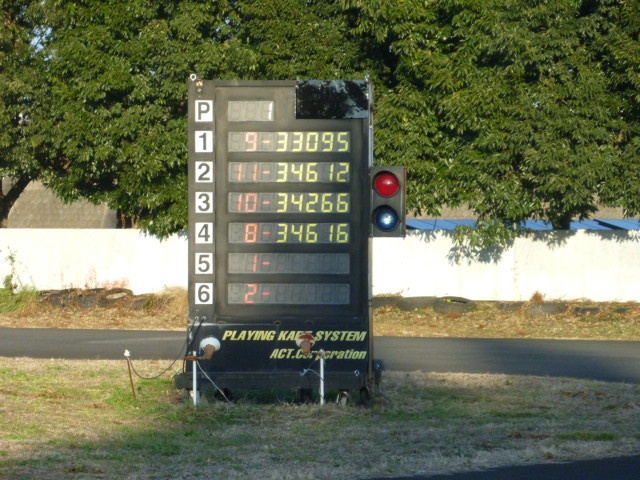 P 1
1 9-33095
2 11-34612
3 10-34266
4 8-34616
5 1-
6 2-
PLAYING KART SYSTEM
ACT.Corporation